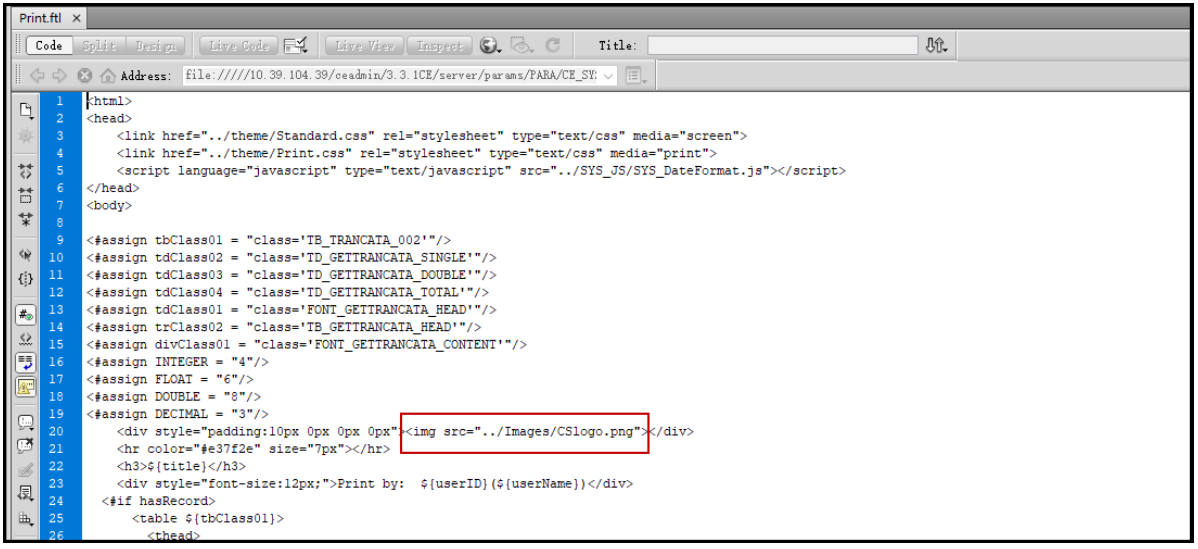 Print.ftl ×
Code Split Design Live Code Live View Inspect Title:
Address: file://///10.39.104.39/ceadmin/3.3.1CE/server/params/PARA/CE_SY
1 <html>
2 <head>
3 <link href="../theme/Standard.css" rel="stylesheet" type="text/css" media="screen">
4 <link href="../theme/Print.css" rel="stylesheet" type="text/css" media="print">
5 <script language="javascript" type="text/javascript" src="../SYS_JS/SYS_DateFormat.js"></script>
6 </head>
7 <body>
8
9 <#assign tbClass01 = "class='TB_TRANCATA_002'"/>
10 <#assign tdClass02 = "class='TD_GETTRANCATA_SINGLE'"/>
11 <#assign tdClass03 = "class='TD_GETTRANCATA_DOUBLE'"/>
12 <#assign tdClass04 = "class='TD_GETTRANCATA_TOTAL'"/>
13 <#assign tdClass01 = "class='FONT_GETTRANCATA_HEAD'"/>
14 <#assign trClass02 = "class='TB_GETTRANCATA_HEAD'"/>
15 <#assign divClass01 = "class='FONT_GETTRANCATA_CONTENT'"/>
16 <#assign INTEGER = "4"/>
17 <#assign FLOAT = "6"/>
18 <#assign DOUBLE = "8"/>
19 <#assign DECIMAL = "3"/>
20 <div style="padding:10px 0px 0px 0px"><img src="../Images/CSlogo.png"></div>
21 <hr color="#e37f2e" size="7px"></hr>
22 <h3>${title}</h3>
23 <div style="font-size:12px;">Print by: ${userID}(${userName})</div>
24 <#if hasRecord>
25 <table ${tbClass01}>
26 <thead>